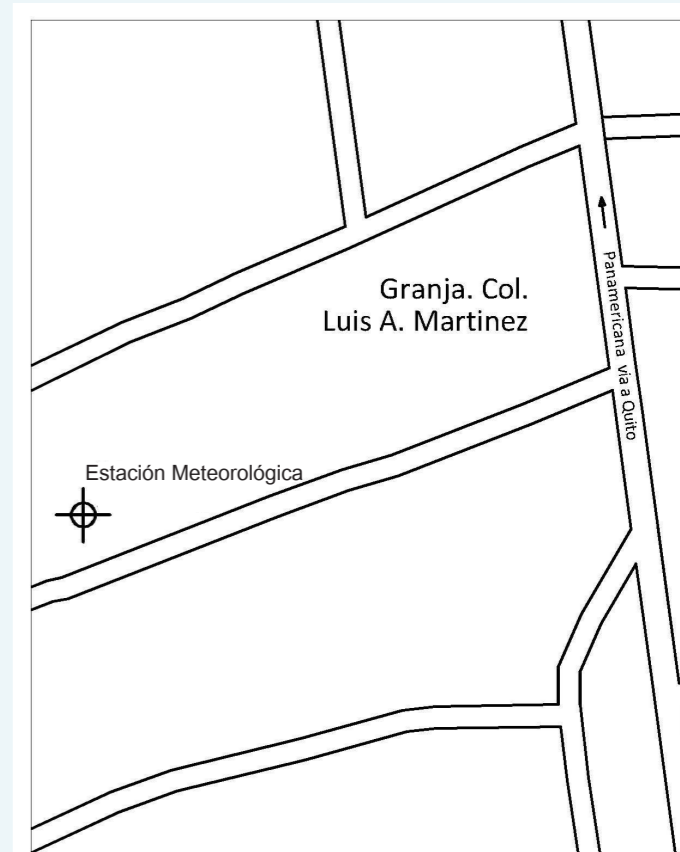 Granja. Col.
Luis A. Martinez
Panamericana via a Quito
Estación Meteorológica